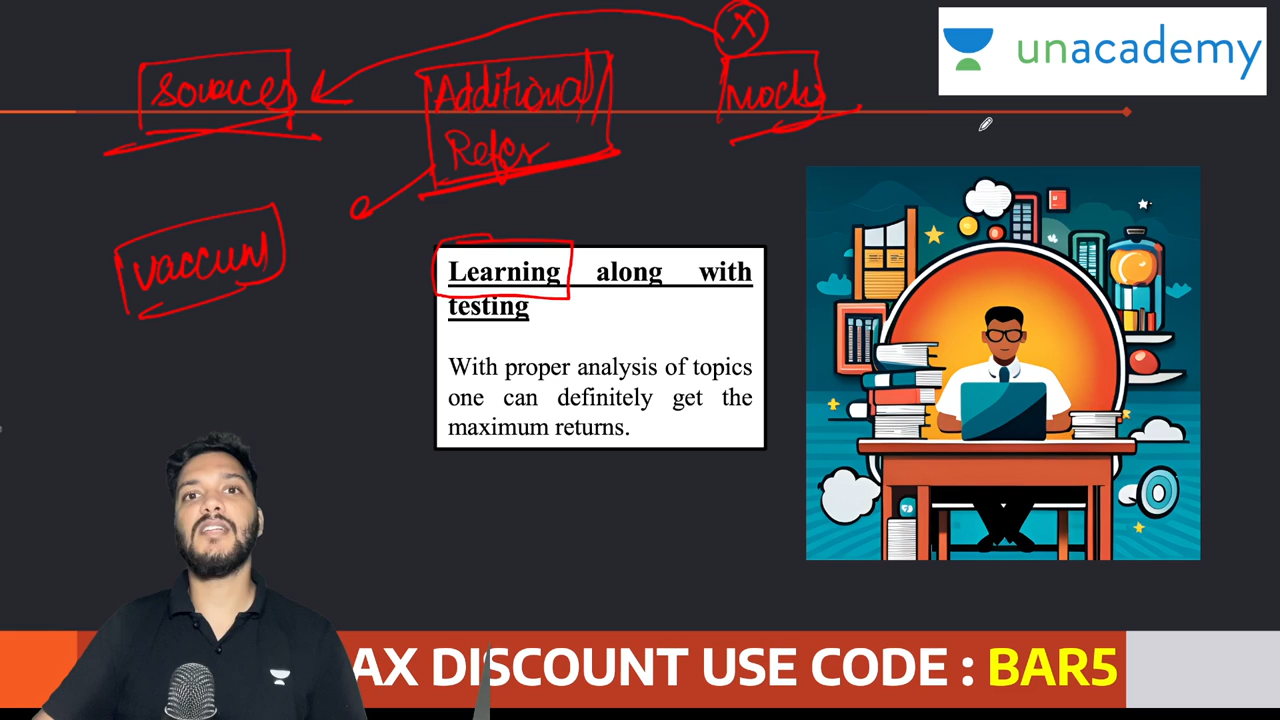 unacademy
X
Sources
Additional
Refer
Mocks
Vaccum
Learning along with
testing
With proper analysis of topics
one can definitely get the
maximum returns.
AX DISCOUNT USE CODE : BAR5